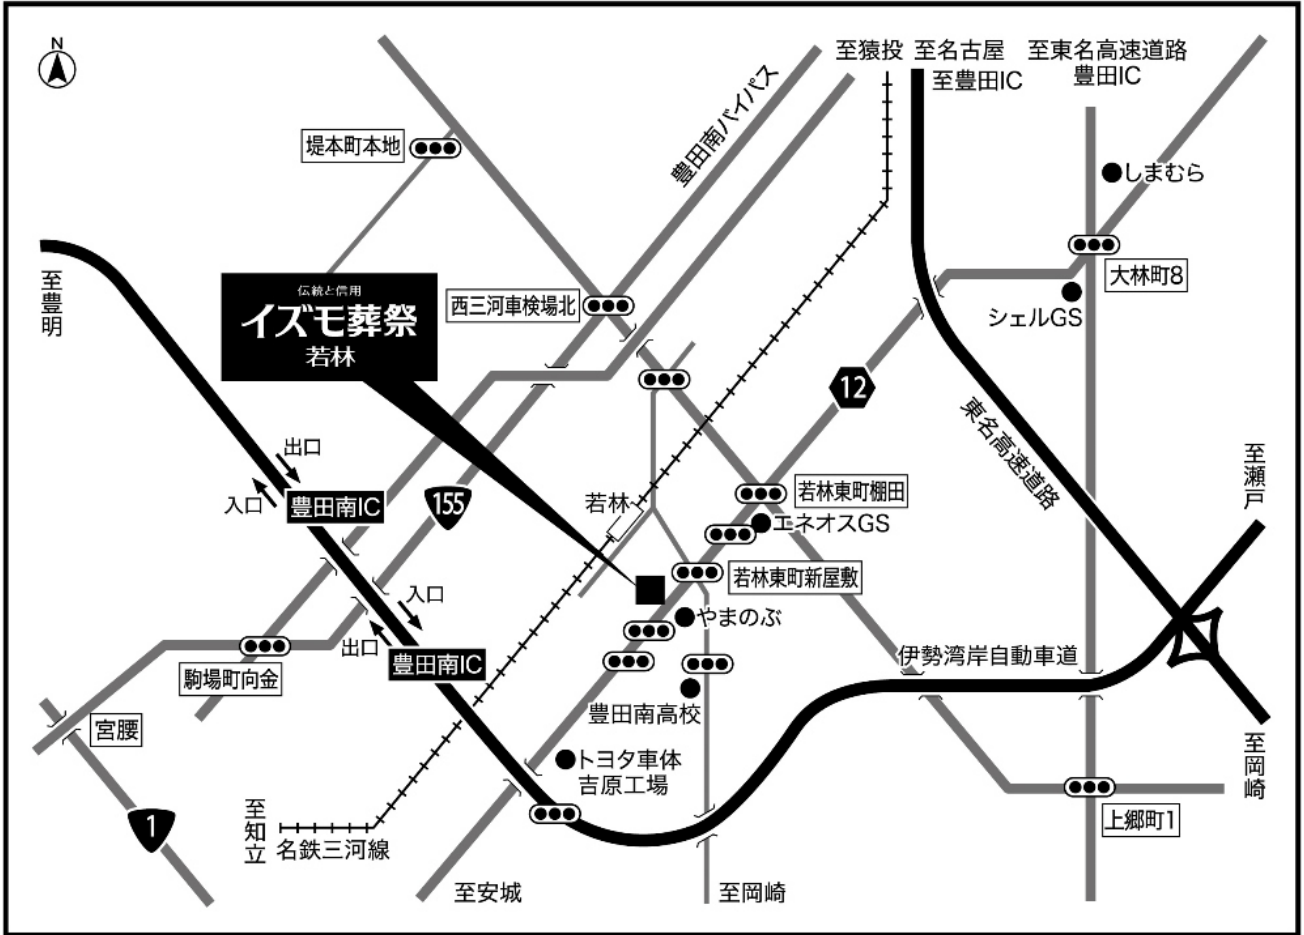 N
至猿投
至名古屋
至豊田IC
至東名高速道路
豊田IC
豊田南バイパス
堤本町本地
しまむら
至豊明
伝統と信用
イズモ葬祭
若林
西三河車検場北
大林町8
シェルGS
12
東名高速道路
至瀬戸
出口
入口
豊田南IC
155
若林
若林東町棚田
エネオスGS
若林東町新屋敷
入口
出口
豊田南IC
やまのぶ
伊勢湾岸自動車道
駒場町向金
宮腰
豊田南高校
トヨタ車体
吉原工場
至岡崎
1
至知立
名鉄三河線
上郷町1
至安城
至岡崎